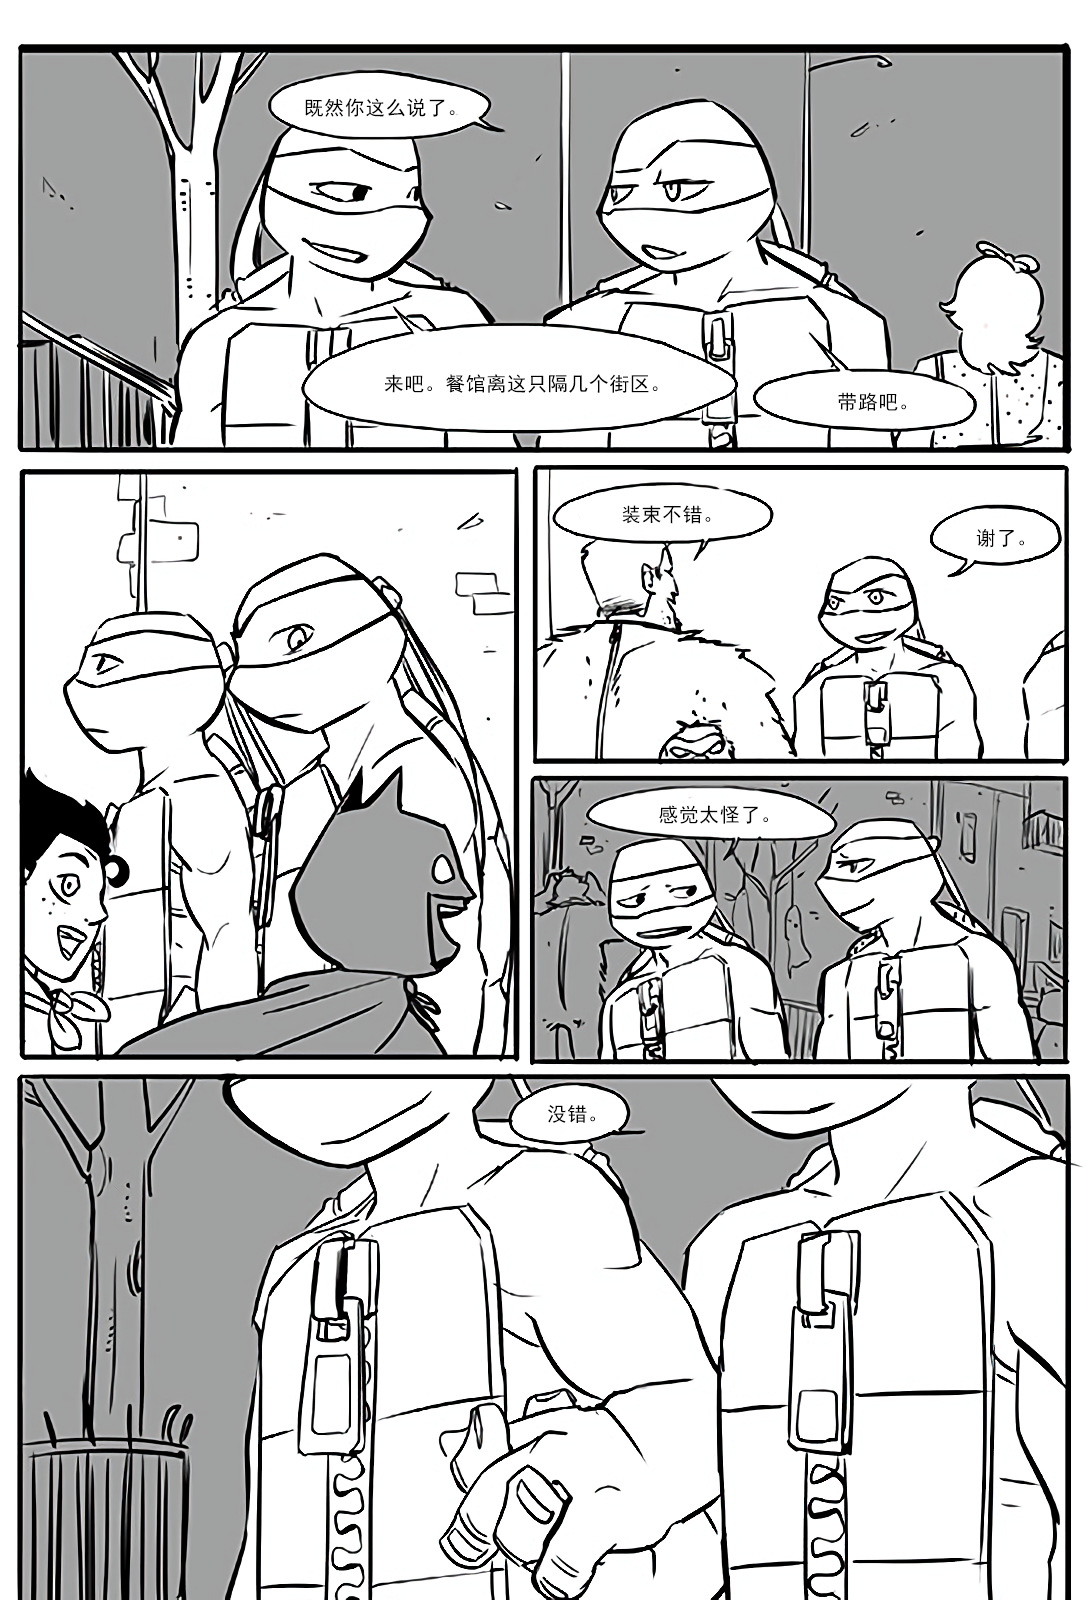 既然你这么说了。
来吧。餐馆离这只隔几个街区。
带路吧。
装束不错。
谢了。
感觉太怪了。
没错。